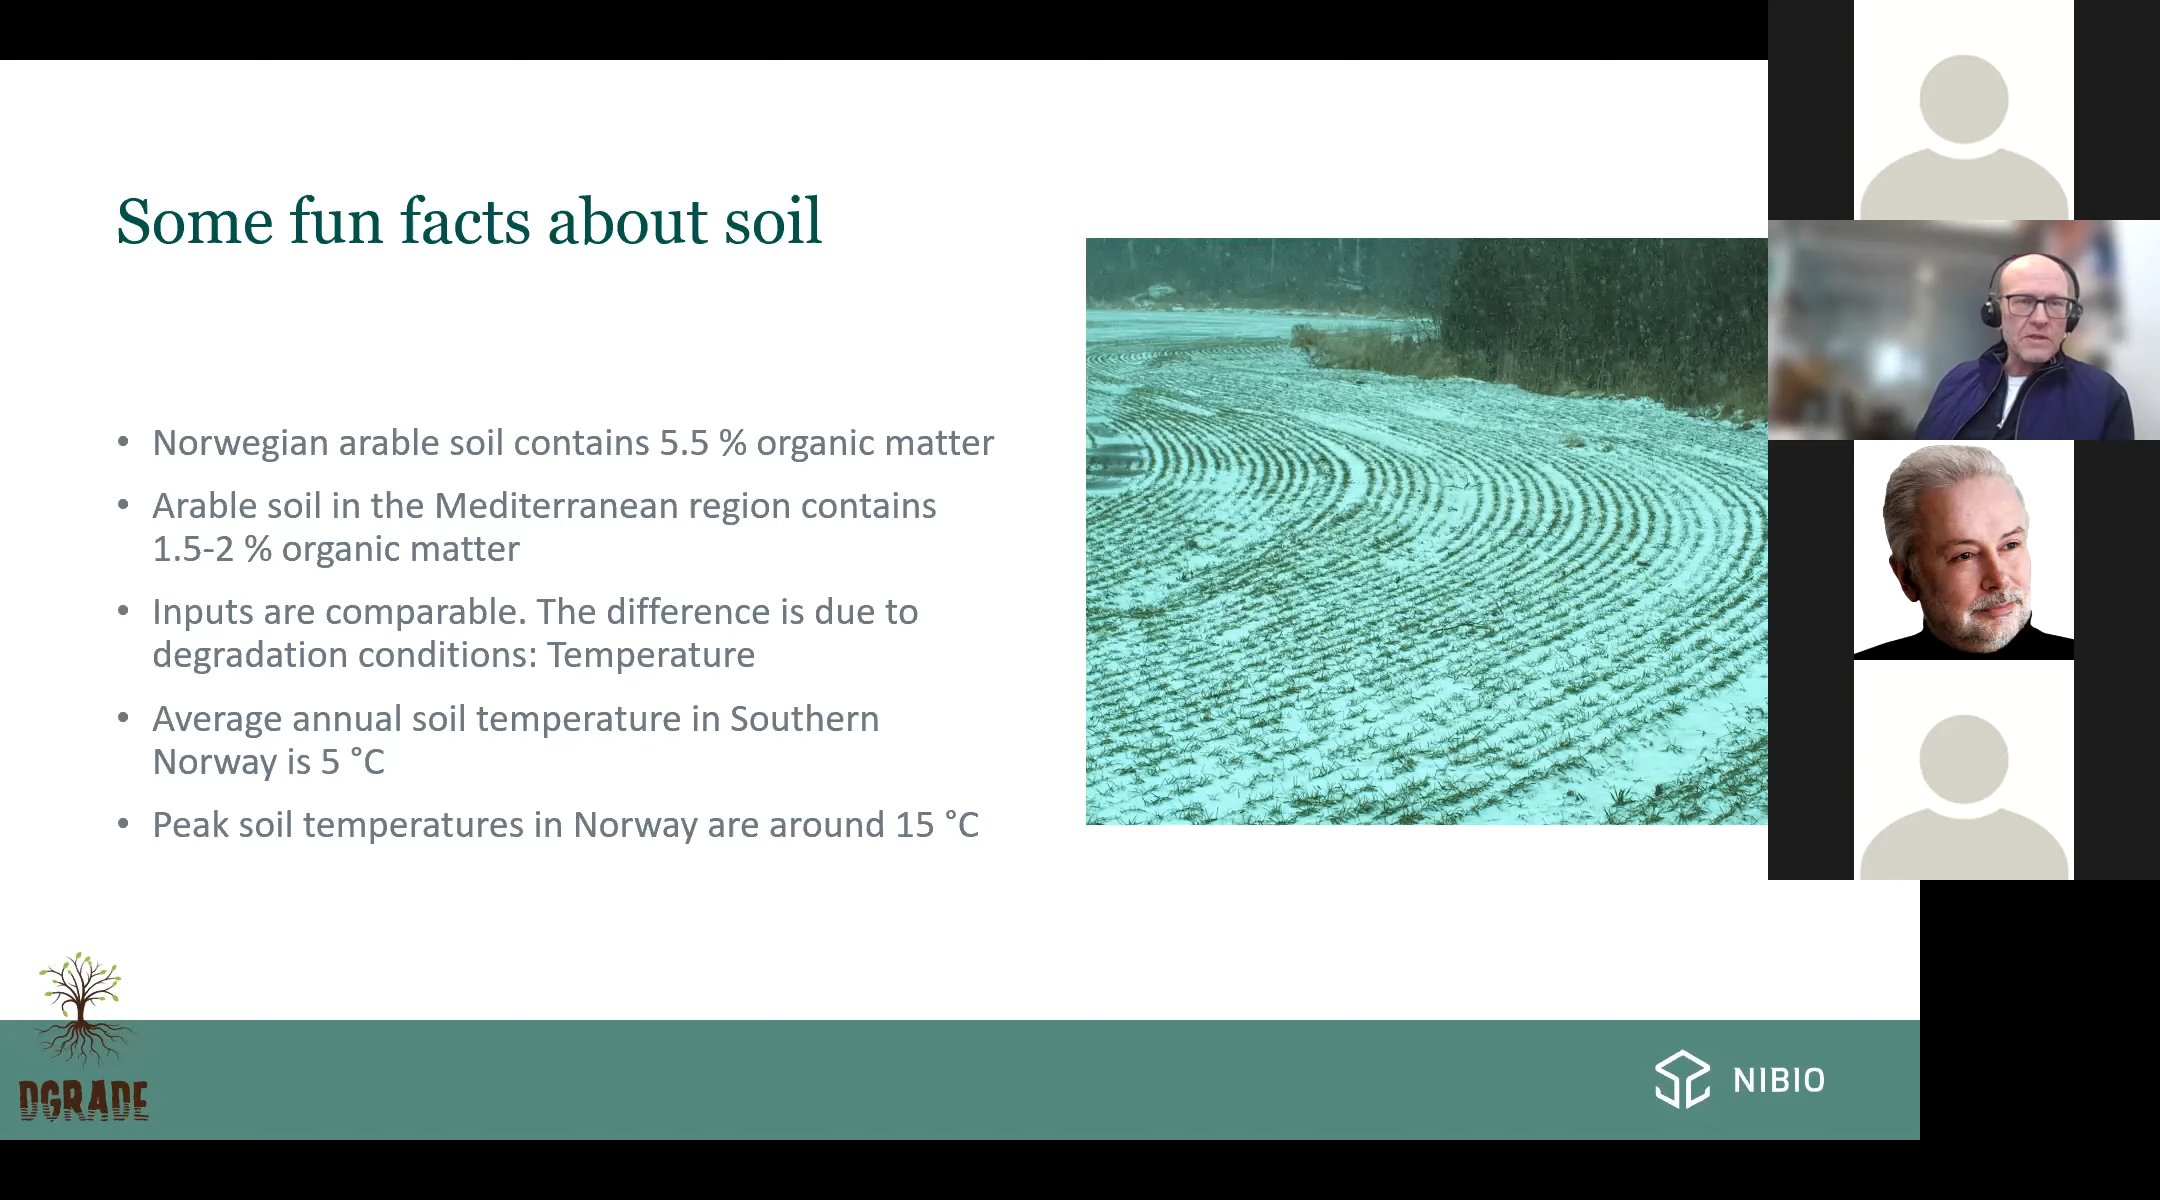 Some fun facts about soil
• Norwegian arable soil contains 5.5 % organic matter
• Arable soil in the Mediterranean region contains
1.5-2 % organic matter
• Inputs are comparable. The difference is due to
degradation conditions: Temperature
• Average annual soil temperature in Southern
Norway is 5 °C
• Peak soil temperatures in Norway are around 15 °C
DGRADE
NIBIO